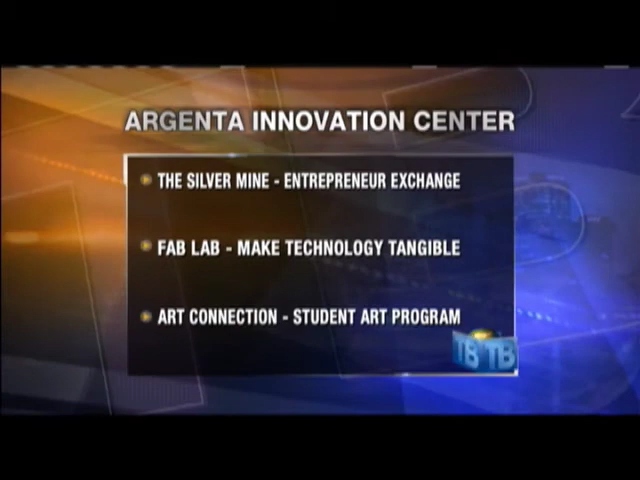 ARGENTA INNOVATION CENTER
THE SILVER MINE - ENTREPRENEUR EXCHANGE
FAB LAB - MAKE TECHNOLOGY TANGIBLE
ART CONNECTION - STUDENT ART PROGRAM
TB TB